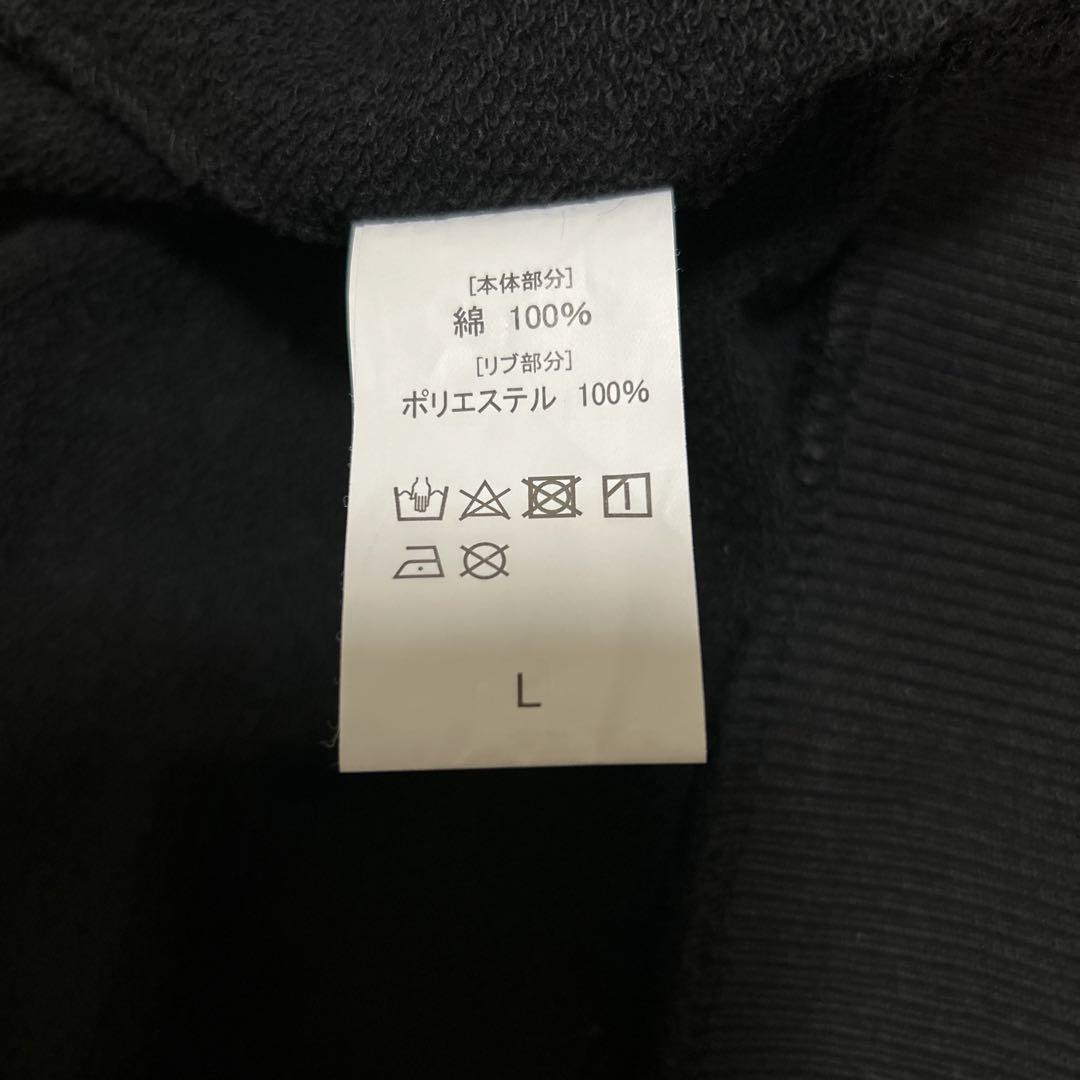 [本体部分]
綿 100%
[リブ部分]
ポリエステル 100%
L